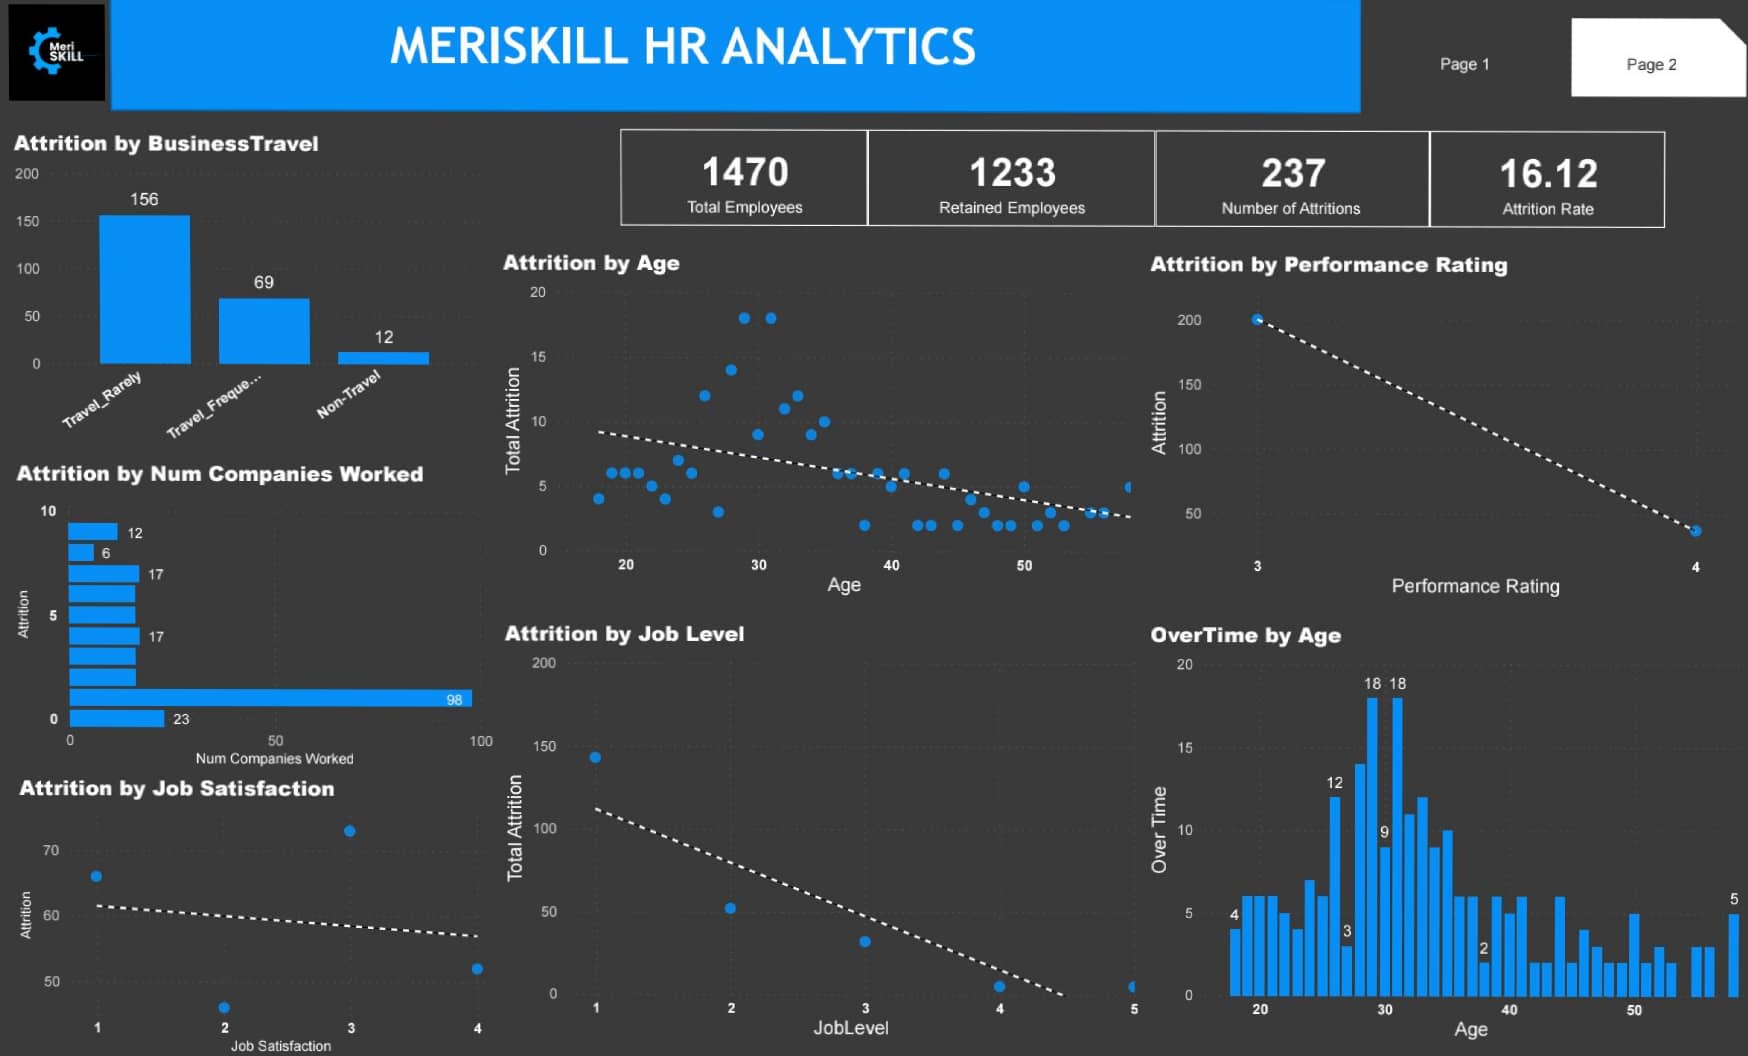 Meri
SKILL
MERISKILL HR ANALYTICS
Page 1
Page 2
Attrition by BusinessTravel
200
150
100
50
0
156
69
12
Travel_Rarely
Travel_Freque...
Non-Travel
1470
Total Employees
1233
Retained Employees
237
Number of Attritions
16.12
Attrition Rate
Attrition by Age
Total Attrition
20
15
10
5
0
20
30
40
50
Age
Attrition by Performance Rating
Attrition
200
150
100
50
3
4
Performance Rating
Attrition by Num Companies Worked
Attrition
10
5
0
12
6
17
17
98
23
0
50
100
Num Companies Worked
Attrition by Job Level
Total Attrition
200
150
100
50
0
1
2
3
4
5
JobLevel
OverTime by Age
Over Time
20
15
10
5
0
4
12
3
18
9
18
2
5
20
30
40
50
Age
Attrition by Job Satisfaction
Attrition
70
60
50
1
2
3
4
Job Satisfaction